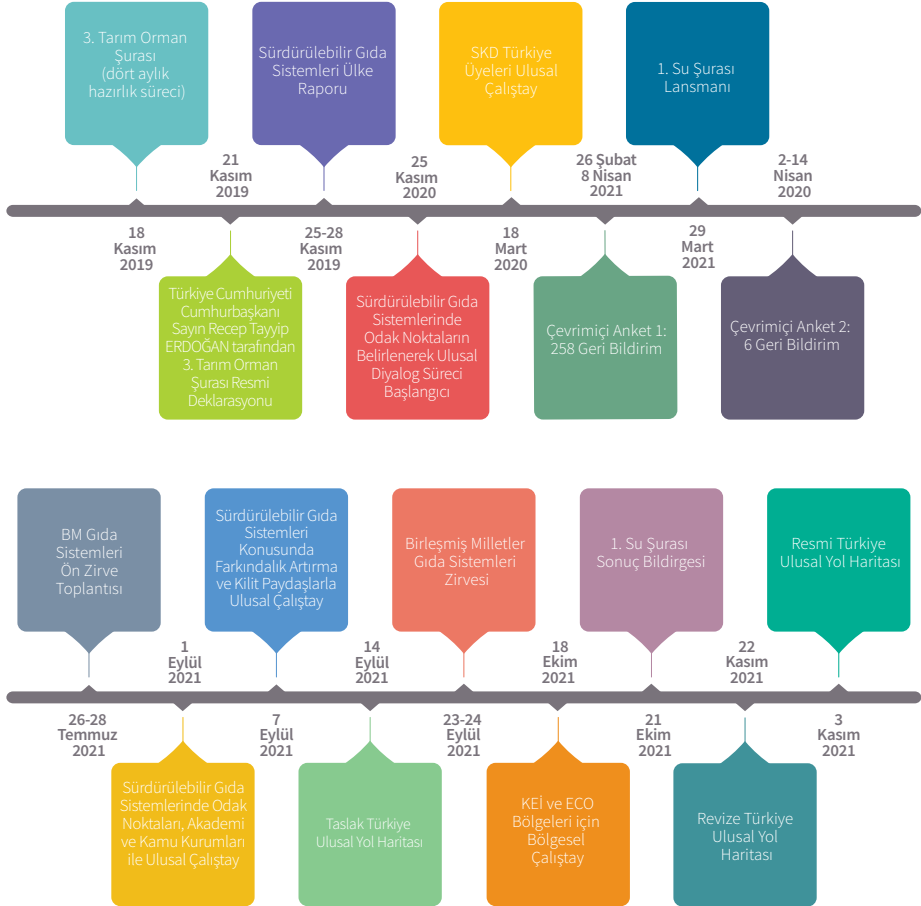 3. Tarım Orman
Şurası
(dört aylık
hazırlık süreci)
18
Kasım
2019
21
Kasım
2019
Türkiye Cumhuriyeti
Cumhurbaşkanı
Sayın Recep Tayyip
ERDOĞAN tarafından
3. Tarım Orman
Şurası Resmi
Deklarasyonu
Sürdürülebilir Gıda
Sistemleri Ülke
Raporu
25-28
Kasım
2019
25
Kasım
2020
Sürdürülebilir Gıda
Sistemlerinde
Odak Noktaların
Belirlenerek Ulusal
Diyalog Süreci
Başlangıcı
SKD Türkiye
Üyeleri Ulusal
Çalıştay
18
Mart
2020
26 Şubat
8 Nisan
2021
Çevrimiçi Anket 1:
258 Geri Bildirim
1. Su Şurası
Lansmanı
29
Mart
2021
2-14
Nisan
2020
Çevrimiçi Anket 2:
6 Geri Bildirim
BM Gıda
Sistemleri
Ön Zirve
Toplantısı
26-28
Temmuz
2021
1
Eylül
2021
Sürdürülebilir Gıda
Sistemlerinde Odak
Noktaları, Akademi
ve Kamu Kurumları
ile Ulusal Çalıştay
Sürdürülebilir Gıda
Sistemleri
Konusunda
Farkındalık Artırma
ve Kilit Paydaşlarla
Ulusal Çalıştay
7
Eylül
2021
14
Eylül
2021
Taslak Türkiye
Ulusal Yol Haritası
Birleşmiş Milletler
Gıda Sistemleri
Zirvesi
23-24
Eylül
2021
18
Ekim
2021
KEİ ve ECO
Bölgeleri için
Bölgesel
Çalıştay
1. Su Şurası
Sonuç Bildirgesi
21
Ekim
2021
22
Kasım
2021
Revize Türkiye
Ulusal Yol
Haritası
Resmi Türkiye
Ulusal Yol Haritası
3
Kasım
2021